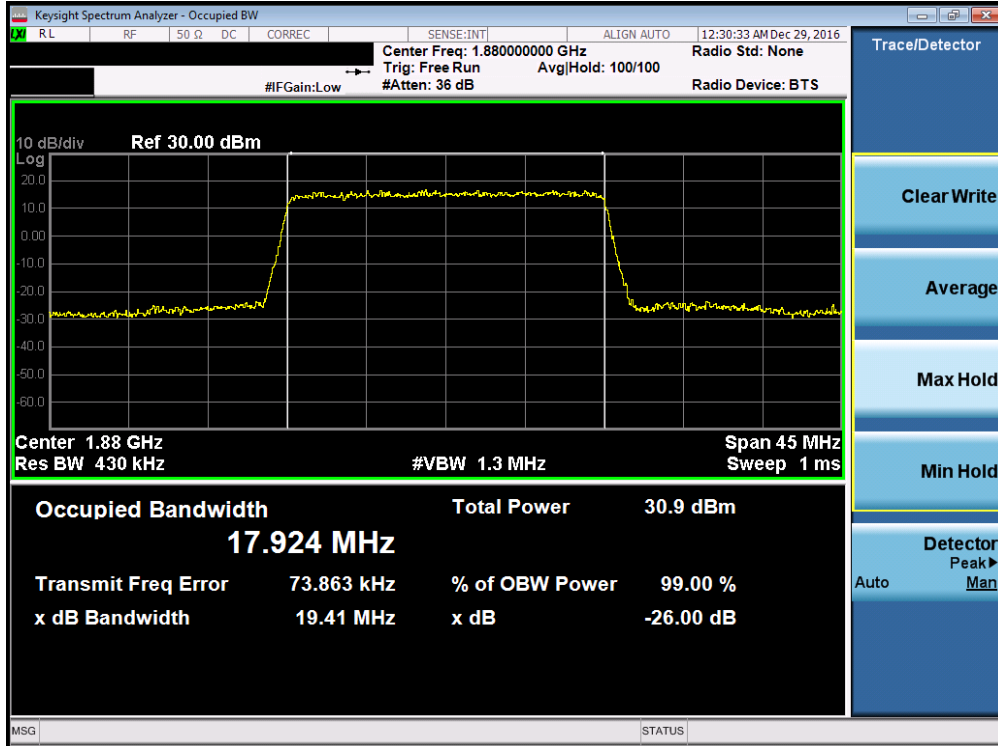 Keysight Spectrum Analyzer - Occupied BW
LXI RL RF 50 Ω DC CORREC SENSE:INT ALIGN AUTO 12:30:33 AM Dec 29, 2016
Center Freq: 1.880000000 GHz Radio Std: None
Trig: Free Run Avg|Hold: 100/100
#IFGain:Low #Atten: 36 dB Radio Device: BTS
10 dB/div Ref 30.00 dBm
Log
20.0
10.0
0.00
-10.0
-20.0
-30.0
-40.0
-50.0
-60.0
Center 1.88 GHz Span 45 MHz
Res BW 430 kHz #VBW 1.3 MHz Sweep 1 ms
Occupied Bandwidth Total Power 30.9 dBm
17.924 MHz
Transmit Freq Error 73.863 kHz % of OBW Power 99.00 %
x dB Bandwidth 19.41 MHz x dB -26.00 dB
MSG STATUS
Trace/Detector
Clear Write
Average
Max Hold
Min Hold
Detector
Peak▶
Auto Man